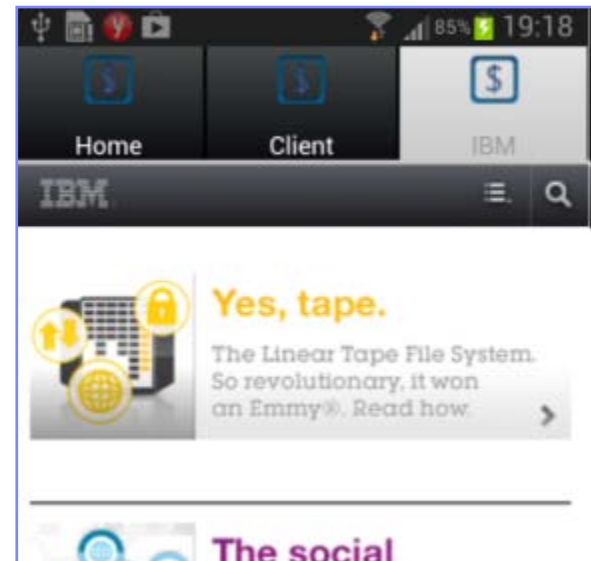 85% 19:18
$ $ $
Home Client IBM
IBM
Yes, tape.
The Linear Tape File System.
So revolutionary, it won
an Emmy®. Read how.
The social